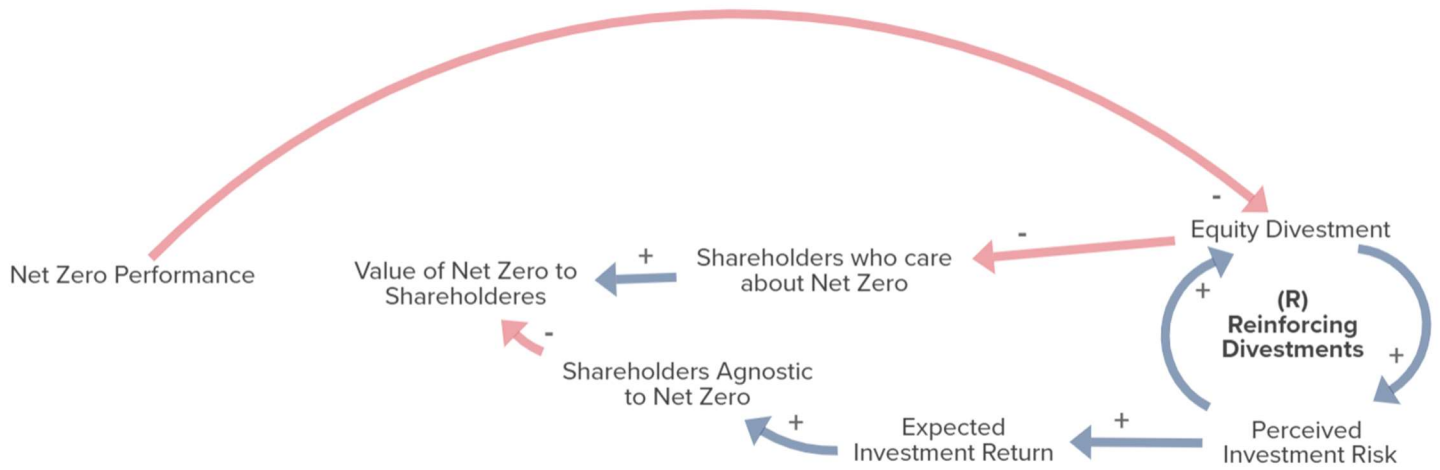 -
Equity Divestment
-
+
Net Zero Performance
Value of Net Zero to
Shareholderes
Shareholders who care
about Net Zero
+
(R)
Reinforcing
Divestments
+
-
Shareholders Agnostic
to Net Zero
+
Expected
Investment Return
+
Perceived
Investment Risk